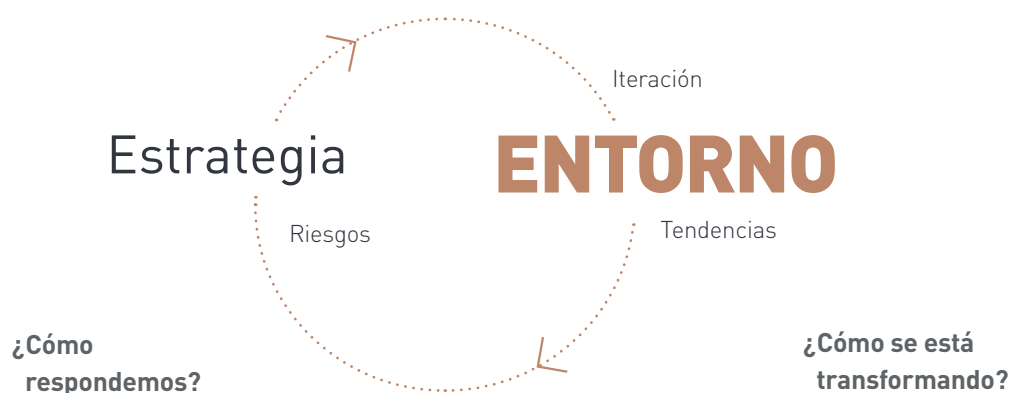 Iteración
Estrategia
ENTORNO
Riesgos
Tendencias
¿Cómo
respondemos?
¿Cómo se está
transformando?